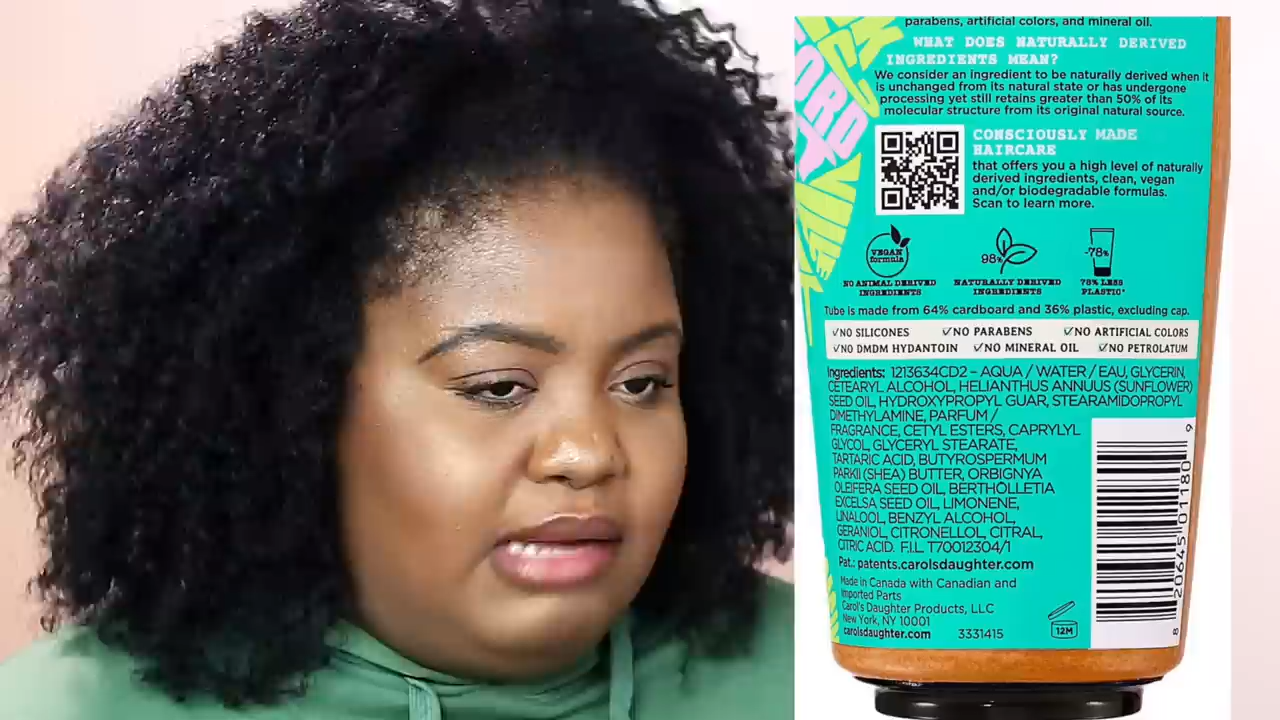 parabens, artificial colors, and mineral oil.
WHAT DOES NATURALLY DERIVED
INGREDIENTS MEAN?
We consider an ingredient to be naturally derived when it
is unchanged from its natural state or has undergone
processing yet still retains greater than 50% of its
molecular structure from its original natural source.
CONSCIOUSLY MADE
HAIRCARE
that offers you a high level of naturally
derived ingredients, clean, vegan
and/or biodegradable formulas.
Scan to learn more.
VEGAN
formula
98%
-78%
NO ANIMAL DERIVED
INGREDIENTS
NATURALLY DERIVED
INGREDIENTS
78% LESS
PLASTIC*
Tube is made from 64% cardboard and 36% plastic, excluding cap.
✓NO SILICONES ✓NO PARABENS ✓NO ARTIFICIAL COLORS
✓NO DMDM HYDANTOIN ✓NO MINERAL OIL ✓NO PETROLATUM
Ingredients: 1213634CD2 – AQUA / WATER / EAU, GLYCERIN,
CETEARYL ALCOHOL, HELIANTHUS ANNUUS (SUNFLOWER)
SEED OIL, HYDROXYPROPYL GUAR, STEARAMIDOPROPYL
DIMETHYLAMINE, PARFUM /
FRAGRANCE, CETYL ESTERS, CAPRYLYL
GLYCOL, GLYCERYL STEARATE,
TARTARIC ACID, BUTYROSPERMUM
PARKII (SHEA) BUTTER, ORBIGNYA
OLEIFERA SEED OIL, BERTHOLLETIA
EXCELSA SEED OIL, LIMONENE,
LINALOOL, BENZYL ALCOHOL,
GERANIOL, CITRONELLOL, CITRAL,
CITRIC ACID. F.I.L. T70012304/1
Pat.: patents.carolsdaughter.com
Made in Canada with Canadian and
Imported Parts
Carol's Daughter Products, LLC
New York, NY 10001
carolsdaughter.com 3331415
12M
8 20645 01180 9